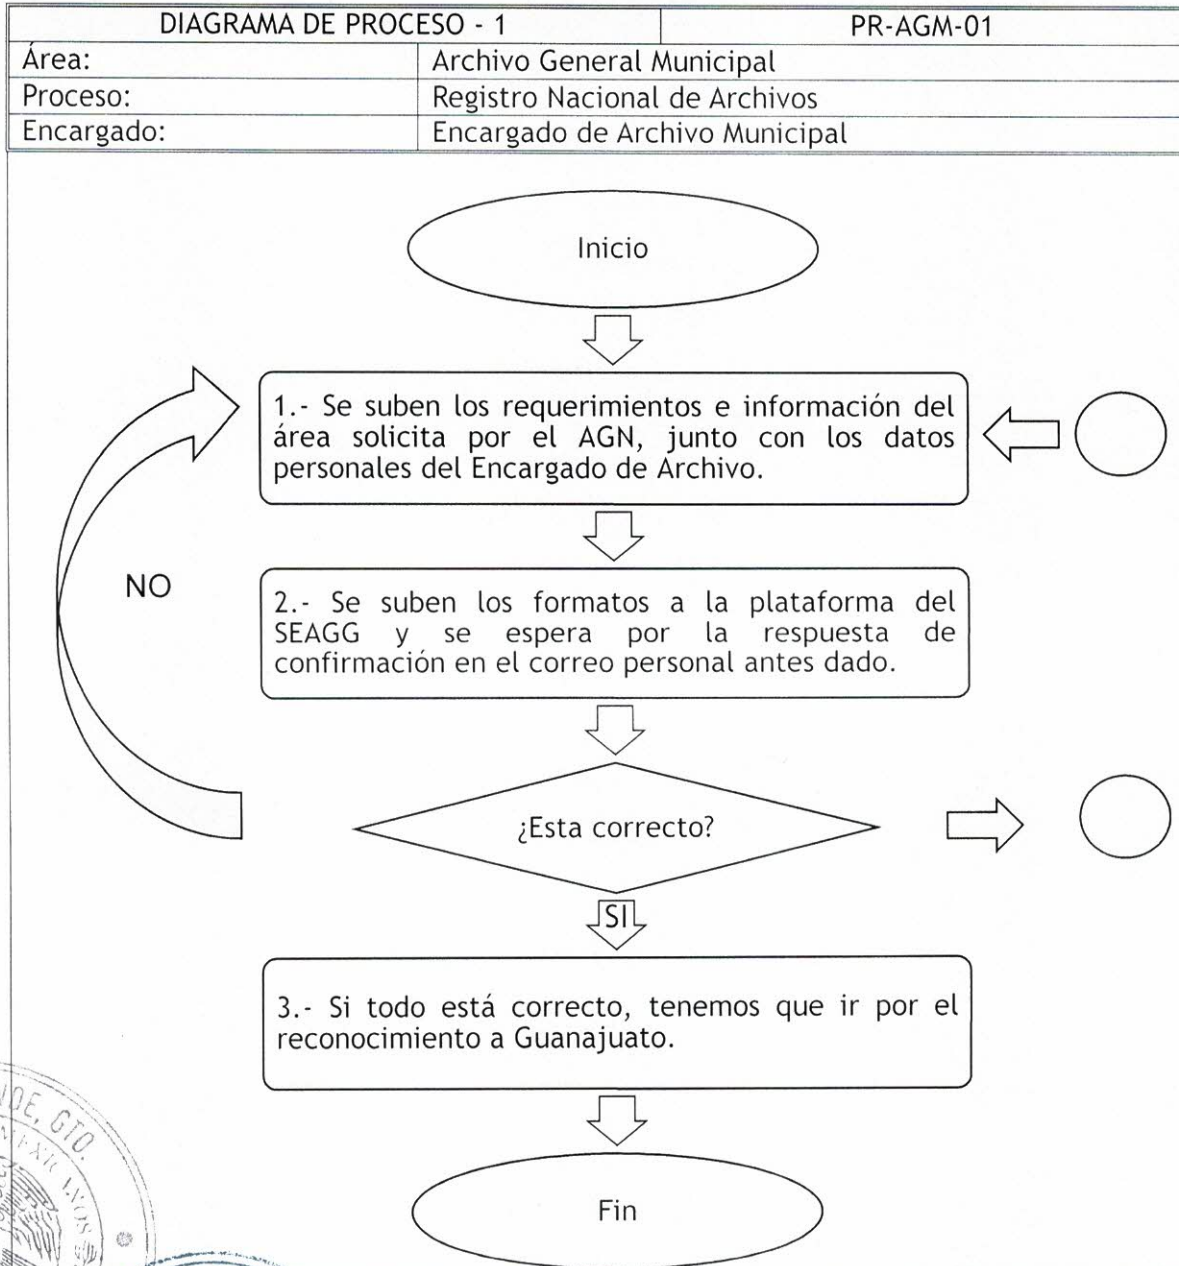 DIAGRAMA DE PROCESO - 1 PR-AGM-01
Área: Archivo General Municipal
Proceso: Registro Nacional de Archivos
Encargado: Encargado de Archivo Municipal
Inicio
1.- Se suben los requerimientos e información del
área solicita por el AGN, junto con los datos
personales del Encargado de Archivo.
NO
2.- Se suben los formatos a la plataforma del
SEAGG y se espera por la respuesta de
confirmación en el correo personal antes dado.
¿Esta correcto?
SI
3.- Si todo está correcto, tenemos que ir por el
reconocimiento a Guanajuato.
Fin
GTO.